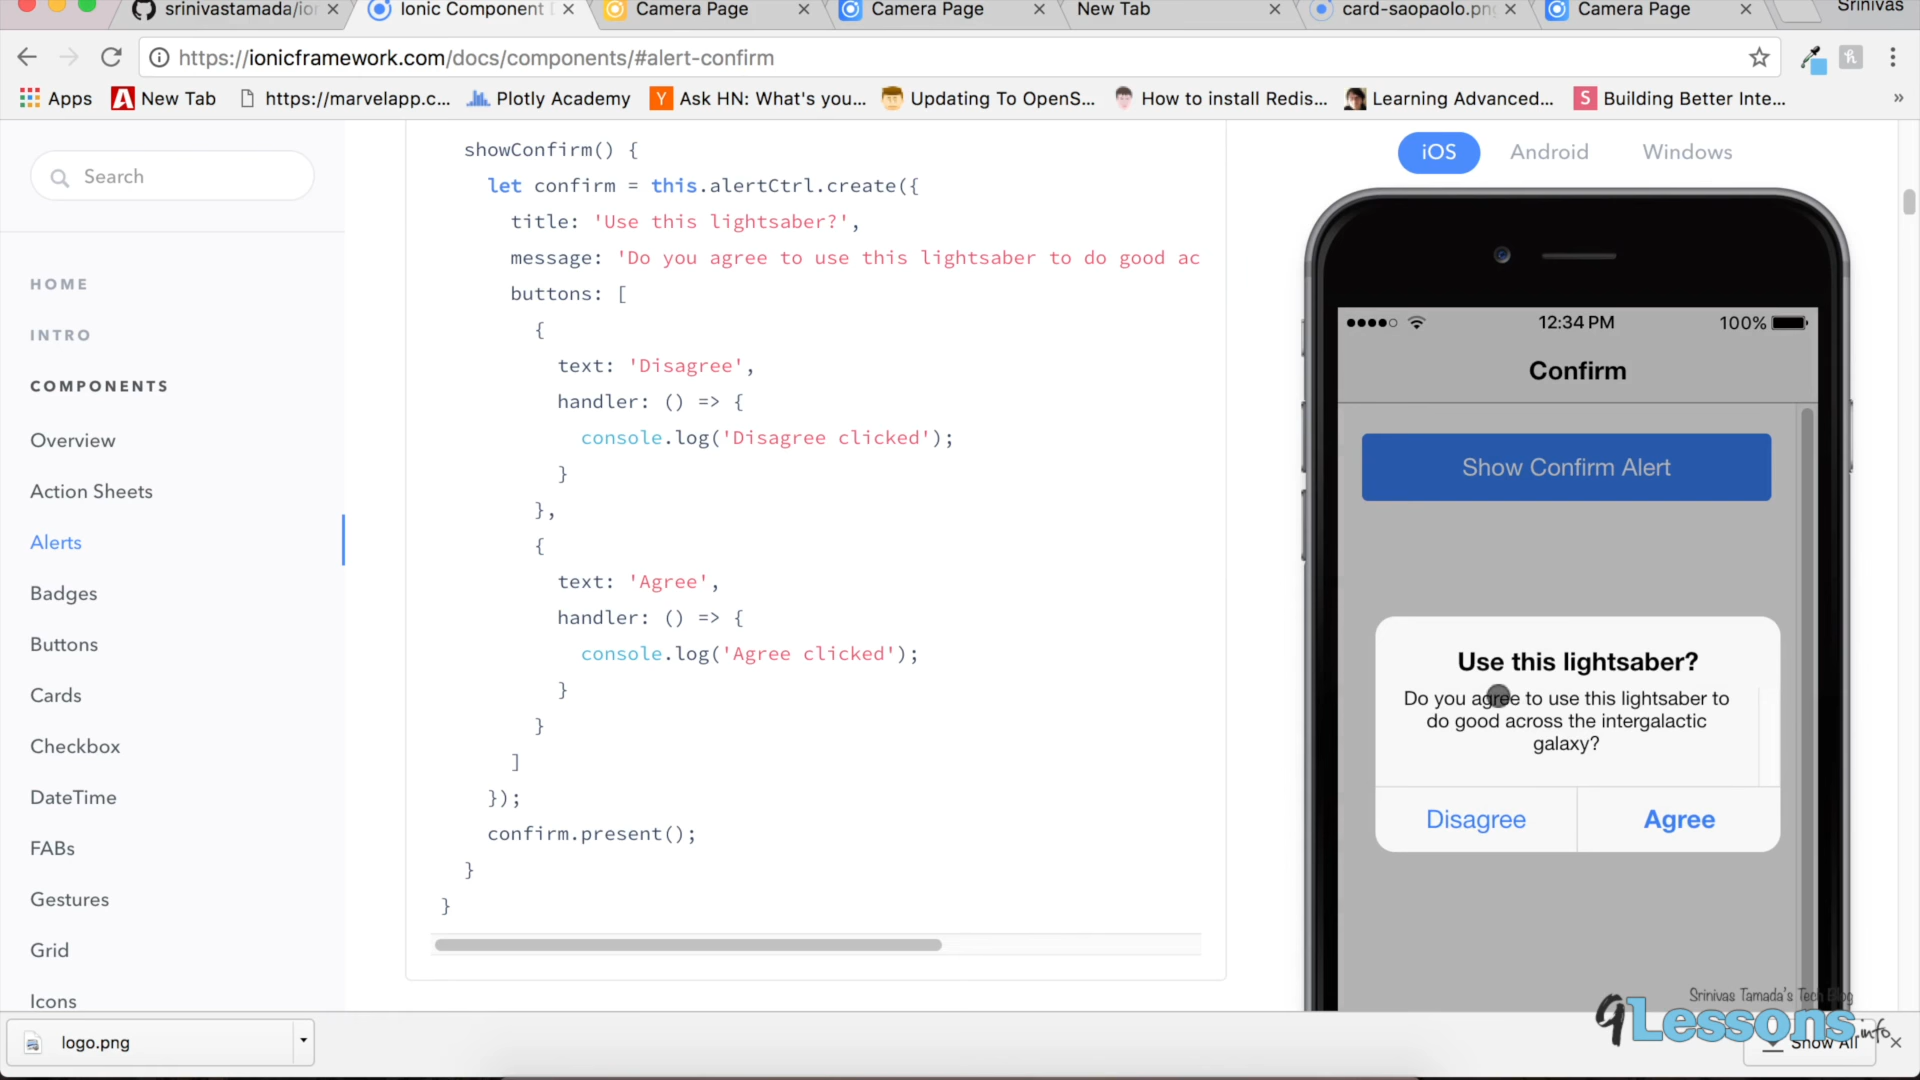 srinivastamada/ior
Ionic Component D
Camera Page
Camera Page
New Tab
card-saopaolo.png
Camera Page
Srinivas
https://ionicframework.com/docs/components/#alert-confirm
Apps
New Tab
https://marvelapp.c...
Plotly Academy
Y
Ask HN: What's you...
Updating To OpenS...
How to install Redis...
Learning Advanced...
S
Building Better Inte...
»
Search
HOME
INTRO
COMPONENTS
Overview
Action Sheets
Alerts
Badges
Buttons
Cards
Checkbox
DateTime
FABs
Gestures
Grid
Icons
showConfirm() {
let confirm = this.alertCtrl.create({
title: 'Use this lightsaber?',
message: 'Do you agree to use this lightsaber to do good ac
buttons: [
{
text: 'Disagree',
handler: () => {
console.log('Disagree clicked');
}
},
{
text: 'Agree',
handler: () => {
console.log('Agree clicked');
}
}
]
});
confirm.present();
}
}
iOS
Android
Windows
12:34 PM
100%
Confirm
Show Confirm Alert
Use this lightsaber?
Do you agree to use this lightsaber to
do good across the intergalactic
galaxy?
Disagree
Agree
Srinivas Tamada's Tech Blog
9Lessons.info
logo.png
Show All